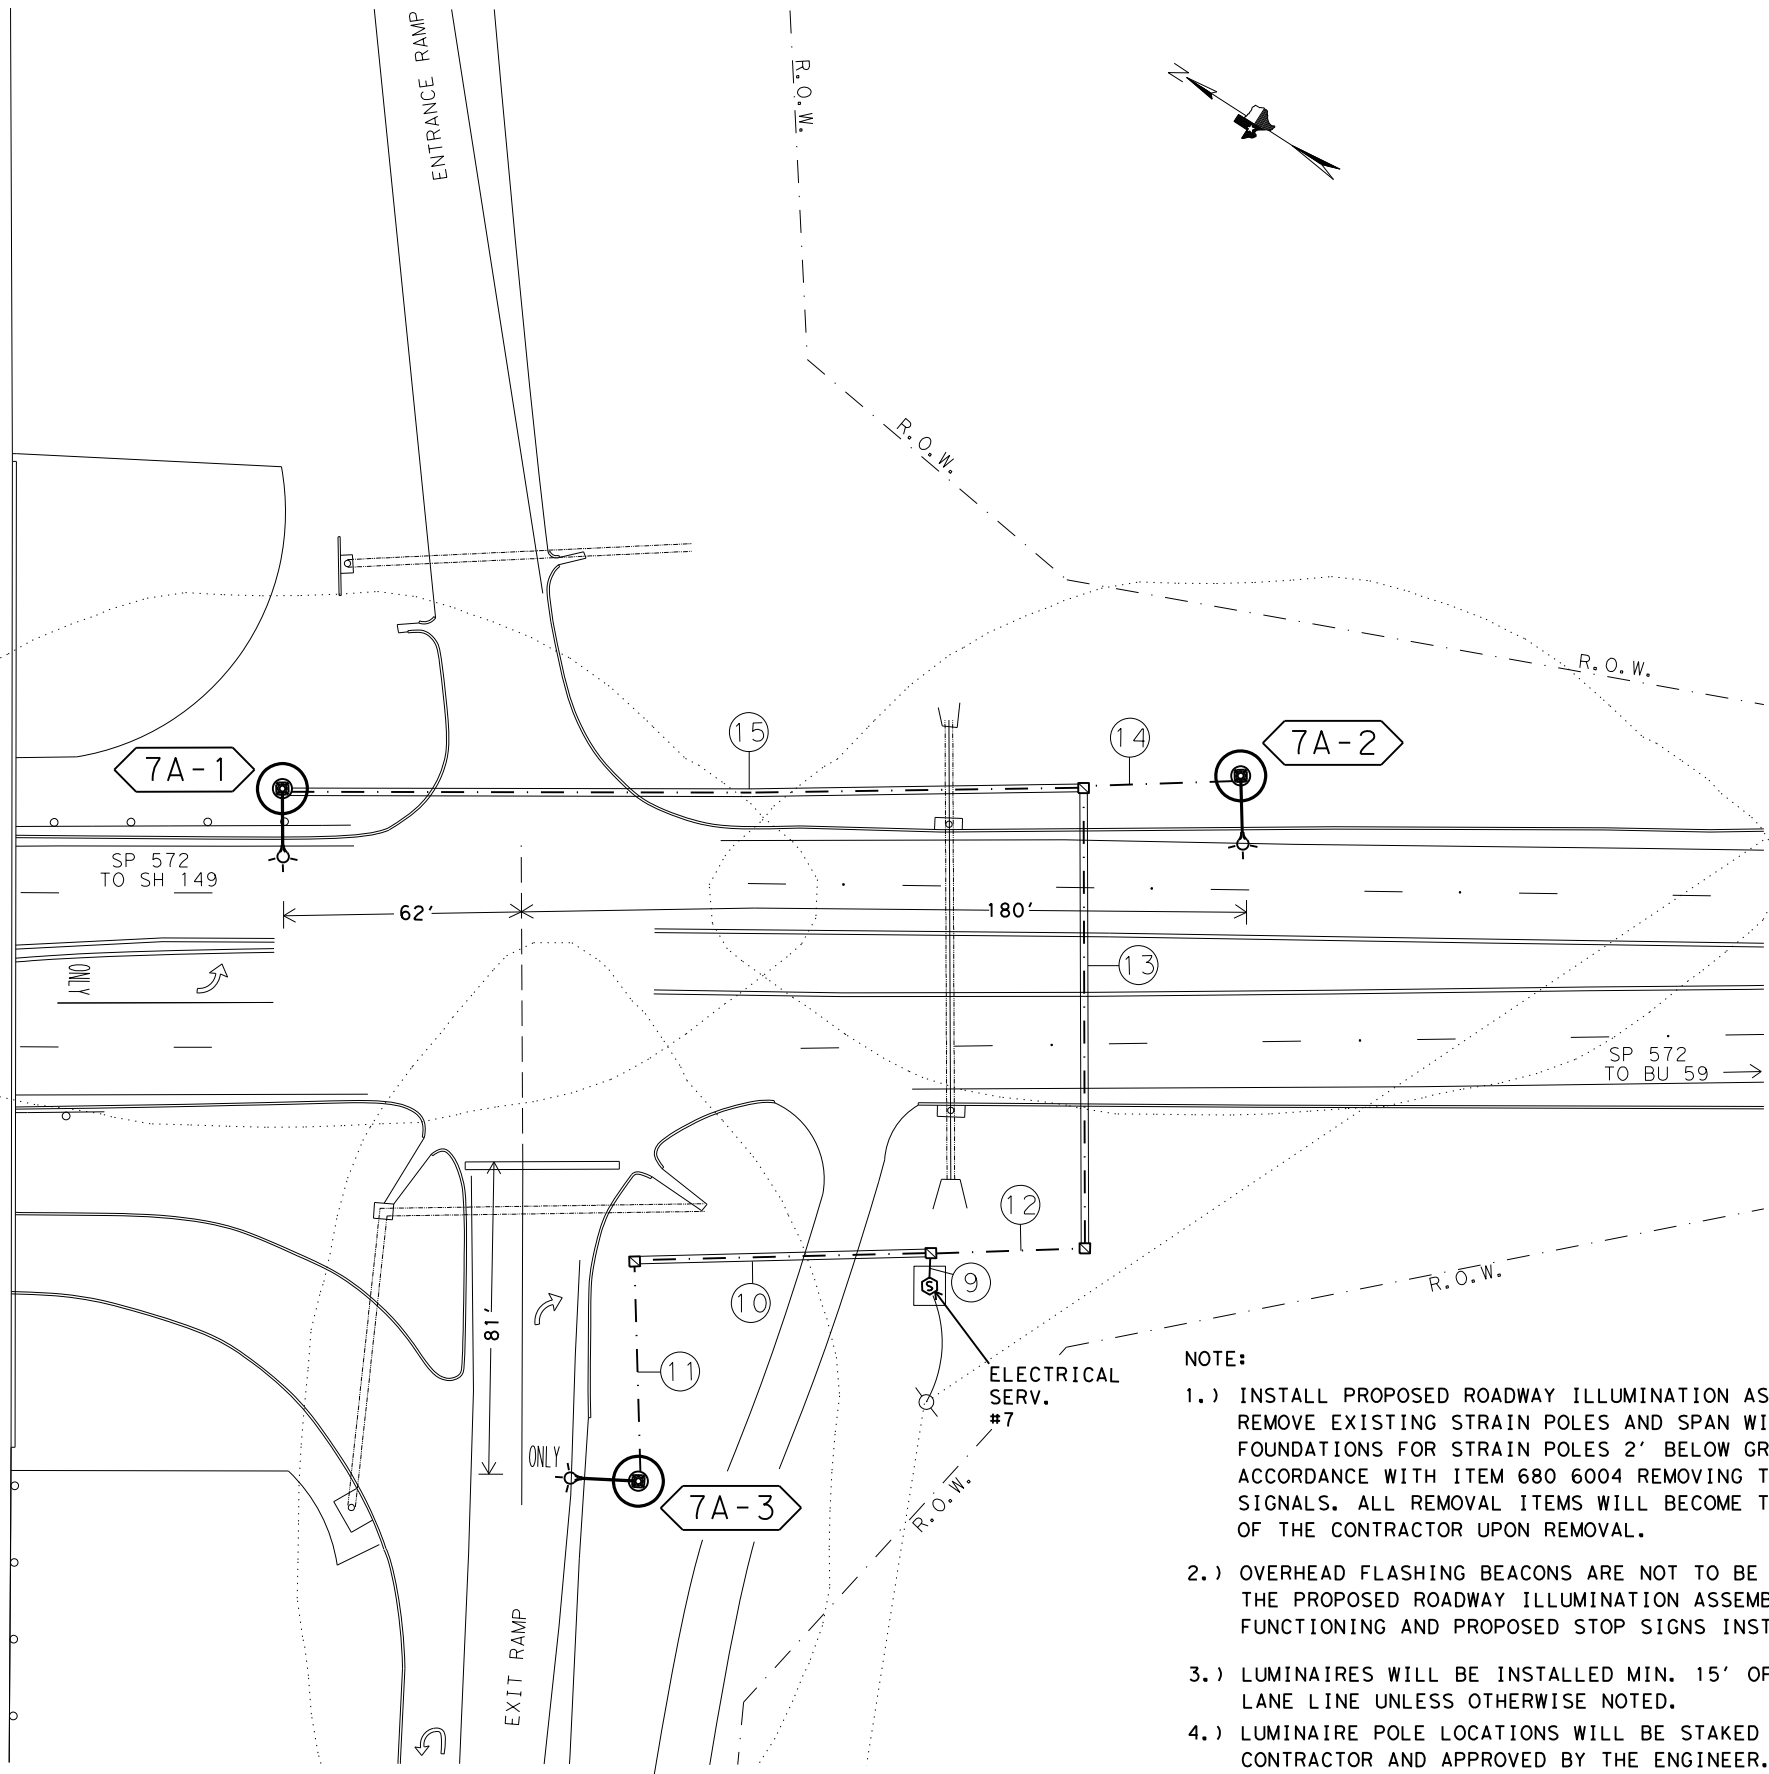 ENTRANCE RAMP
R.O.W.
N
R.O.W.
R.O.W.
15
14
7A-2
7A-1
SP 572
TO SH 149
62'
180'
ONLY
13
SP 572
TO BU 59
12
9
10
R.O.W.
81'
11
ELECTRICAL
SERV.
#7
S
ONLY
7A-3
R.O.W.
EXIT RAMP
NOTE:
1.) INSTALL PROPOSED ROADWAY ILLUMINATION AS
REMOVE EXISTING STRAIN POLES AND SPAN WI
FOUNDATIONS FOR STRAIN POLES 2' BELOW GR
ACCORDANCE WITH ITEM 680 6004 REMOVING T
SIGNALS. ALL REMOVAL ITEMS WILL BECOME T
OF THE CONTRACTOR UPON REMOVAL.
2.) OVERHEAD FLASHING BEACONS ARE NOT TO BE
THE PROPOSED ROADWAY ILLUMINATION ASSEMB
FUNCTIONING AND PROPOSED STOP SIGNS INST
3.) LUMINAIRES WILL BE INSTALLED MIN. 15' OF
LANE LINE UNLESS OTHERWISE NOTED.
4.) LUMINAIRE POLE LOCATIONS WILL BE STAKED
CONTRACTOR AND APPROVED BY THE ENGINEER.